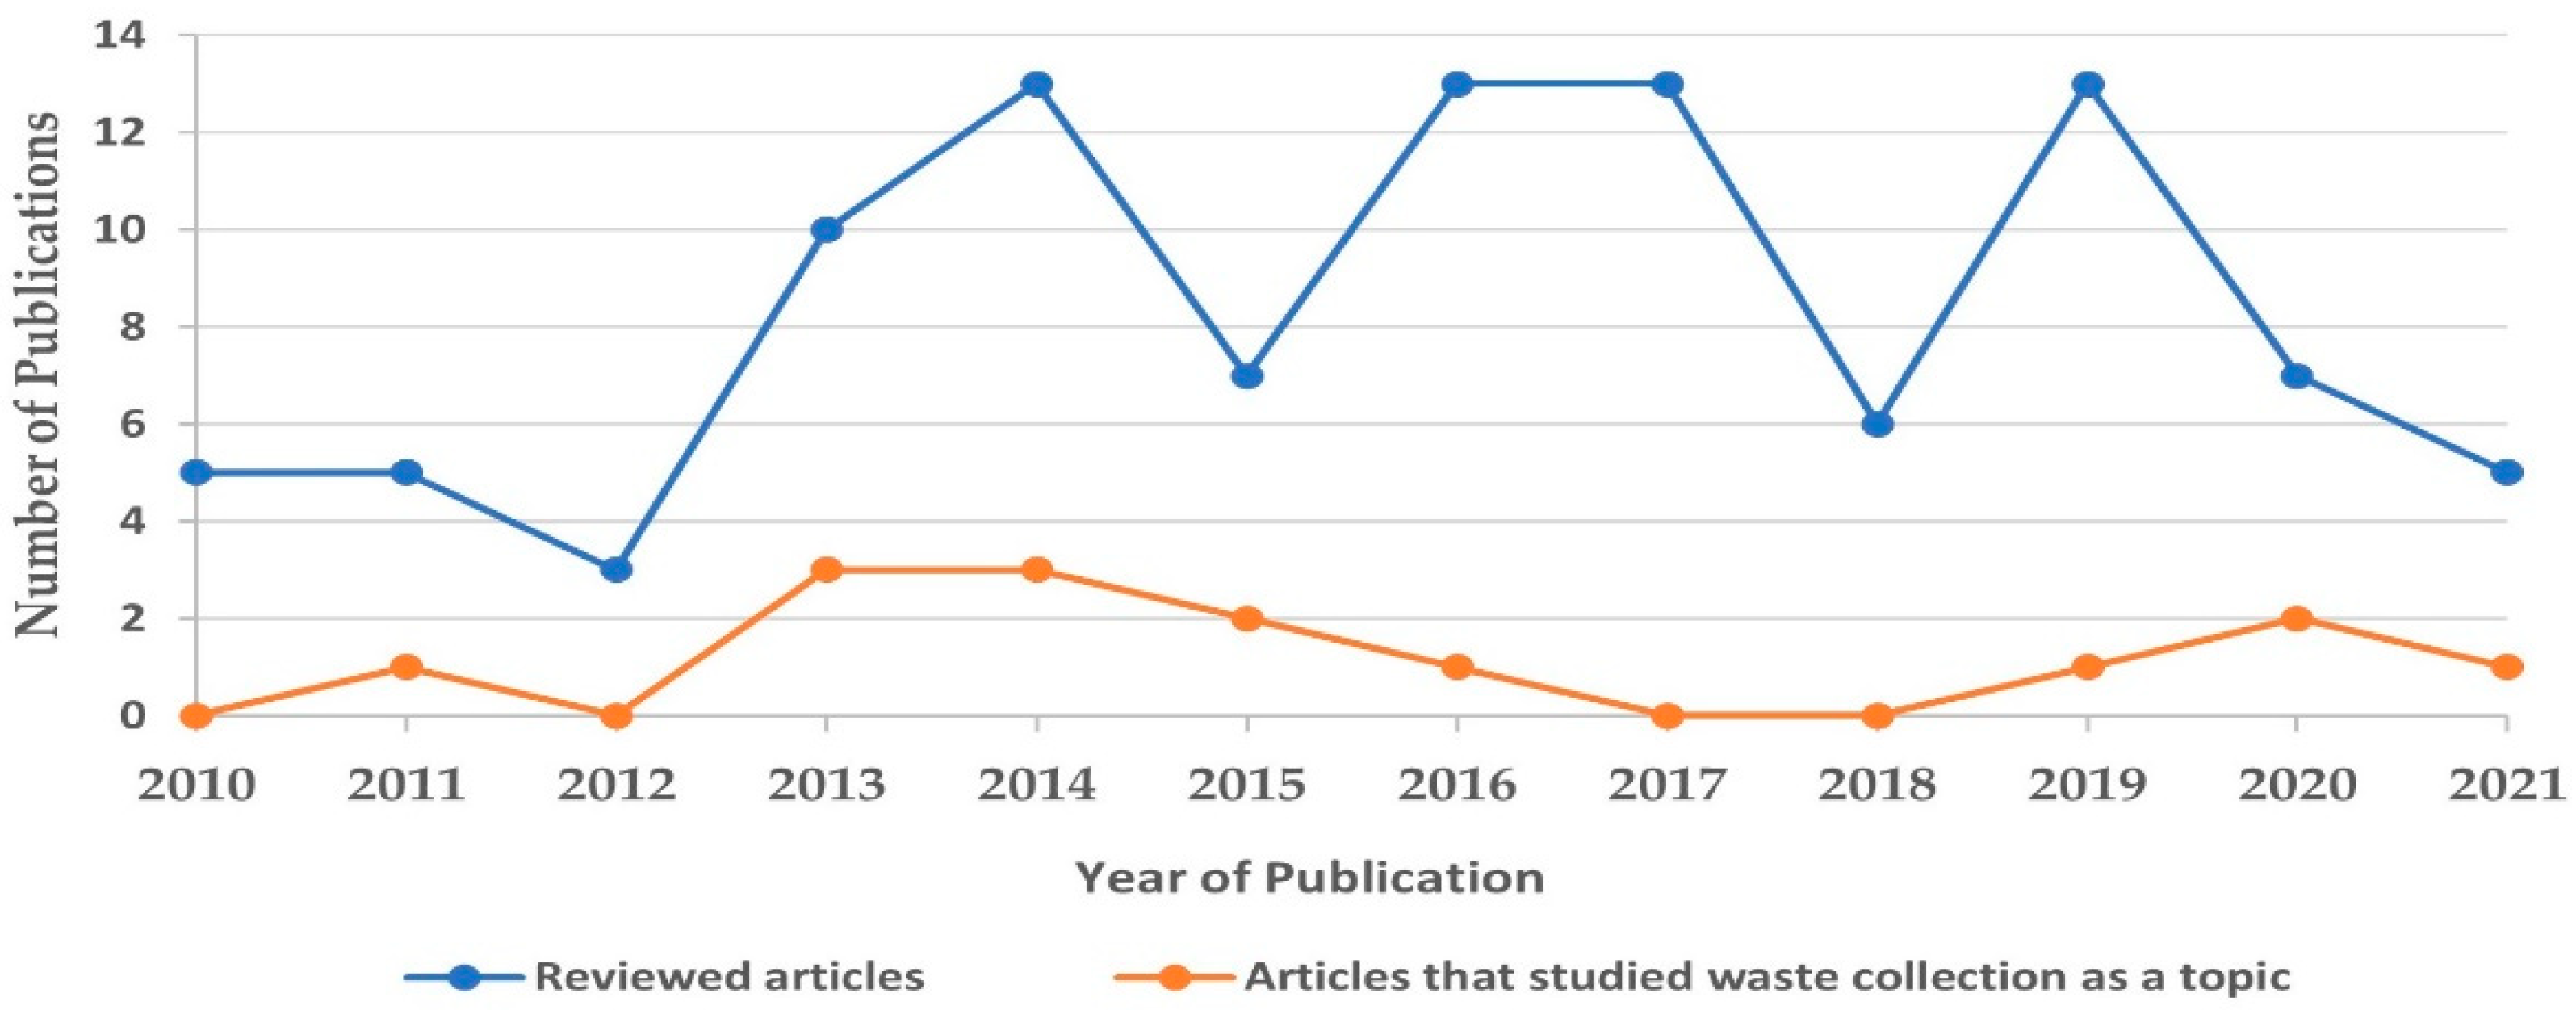 14
12
10
8
6
4
2
0
Number of Publications
2010 2011 2012 2013 2014 2015 2016 2017 2018 2019 2020 2021
Year of Publication
Reviewed articles Articles that studied waste collection as a topic